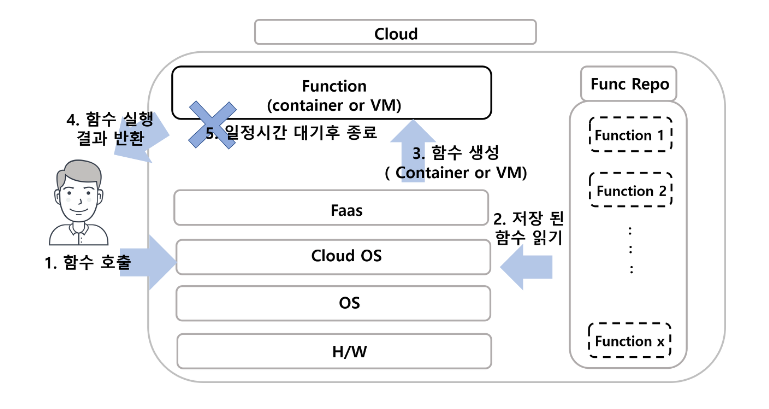 Cloud
Function
(container or VM)
Func Repo
4. 함수 실행
결과 반환
5. 일정시간 대기후 종료
Function 1
3. 함수 생성
( Container or VM)
Function 2
Faas
2. 저장 된
함수 읽기
1. 함수 호출
Cloud OS
OS
Function x
H/W